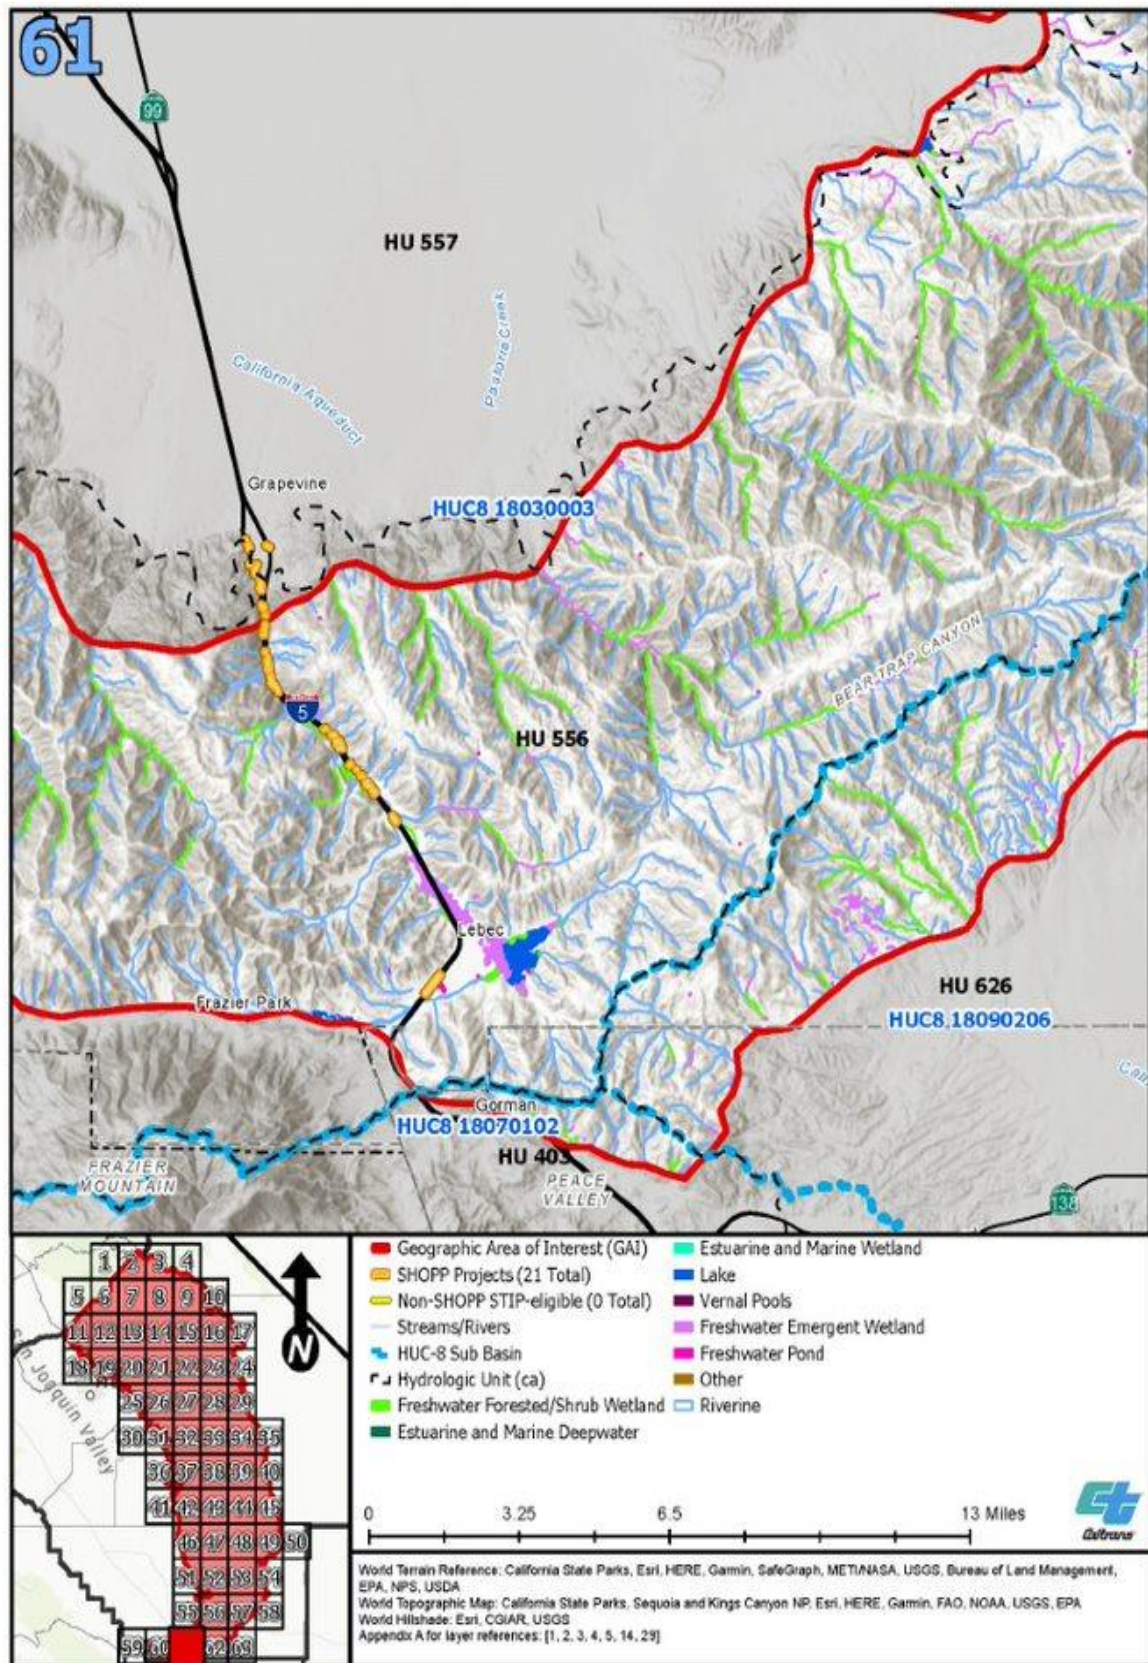 61
99
HU 557
California Aqueduct
Pastoria Creek
Grapevine
HUC8 18030003
BEAR TRAP CANYON
5
HU 556
Lebec
HU 626
HUC8 18090206
Frazier Park
Gorman
HUC8 18070102
HU 403
FRAZIER
MOUNTAIN
PEACE
VALLEY
138
1 2 3 4
5 6 7 8 9 10
11 12 13 14 15 16 17
18 19 20 21 22 23 24
25 26 27 28 29
30 31 32 33 34 35
36 37 38 39 40
41 42 43 44 45
46 47 48 49 50
51 52 53 54
55 56 57 58
59 60 62 63
San Joaquin Valley
N
Geographic Area of Interest (GAI)
SHOPP Projects (21 Total)
Non-SHOPP STIP-eligible (0 Total)
Streams/Rivers
HUC-8 Sub Basin
Hydrologic Unit (ca)
Freshwater Forested/Shrub Wetland
Estuarine and Marine Deepwater
Estuarine and Marine Wetland
Lake
Vernal Pools
Freshwater Emergent Wetland
Freshwater Pond
Other
Riverine
0 3.25 6.5 13 Miles
Caltrans
World Terrain Reference: California State Parks, Esri, HERE, Garmin, SafeGraph, METI/NASA, USGS, Bureau of Land Management,
EPA, NPS, USDA
World Topographic Map: California State Parks, Sequoia and Kings Canyon NP, Esri, HERE, Garmin, FAO, NOAA, USGS, EPA
World Hillshade: Esri, CGIAR, USGS
Appendix A for layer references: [1, 2, 3, 4, 5, 14, 29]